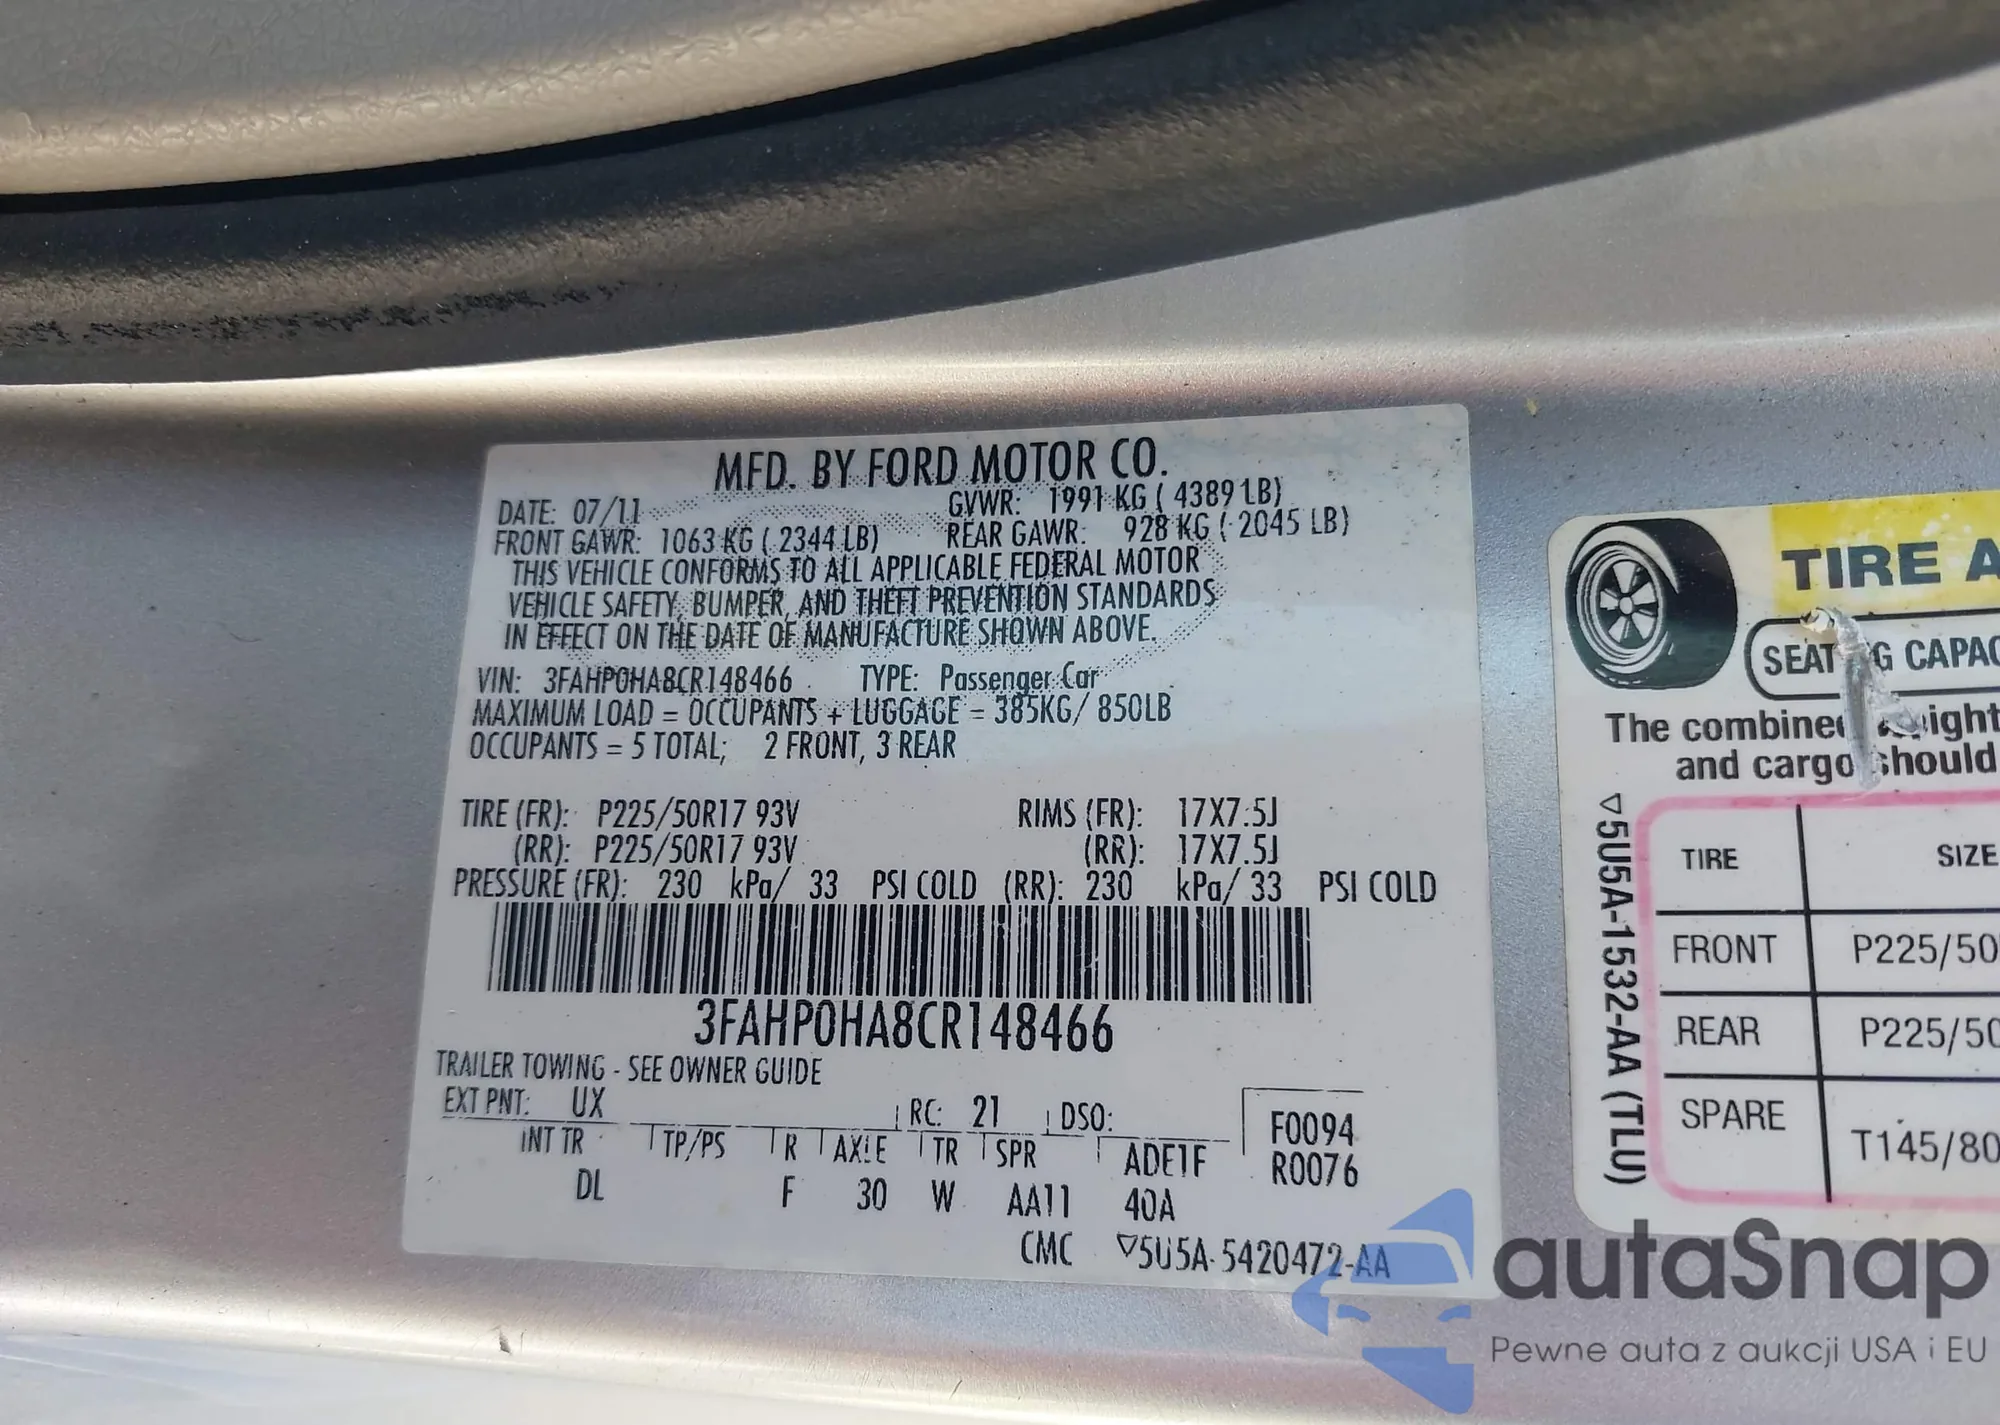 MFD. BY FORD MOTOR CO.
DATE: 07/11 GVWR: 1991 KG ( 4389 LB)
FRONT GAWR: 1063 KG ( 2344 LB) REAR GAWR: 928 KG ( 2045 LB)
THIS VEHICLE CONFORMS TO ALL APPLICABLE FEDERAL MOTOR
VEHICLE SAFETY, BUMPER, AND THEFT PREVENTION STANDARDS
IN EFFECT ON THE DATE OF MANUFACTURE SHOWN ABOVE.
VIN: 3FAHP0HA8CR148466 TYPE: Passenger Car
MAXIMUM LOAD = OCCUPANTS + LUGGAGE = 385KG/ 850LB
OCCUPANTS = 5 TOTAL; 2 FRONT, 3 REAR
TIRE (FR): P225/50R17 93V RIMS (FR): 17X7.5J
(RR): P225/50R17 93V (RR): 17X7.5J
PRESSURE (FR): 230 kPa/ 33 PSI COLD (RR): 230 kPa/ 33 PSI COLD
3FAHP0HA8CR148466
TRAILER TOWING - SEE OWNER GUIDE
EXT PNT: UX RC: 21 DSO: F0094
INT TR TP/PS R AXLE TR SPR ADE1F R0076
DL F 30 W AA11 40A
CMC ▽5U5A-5420472-AA
TIRE A
SEAT G CAPAC
The combine ight
and cargo should
▽5U5A-1532-AA (TLU)
TIRE SIZE
FRONT P225/50
REAR P225/50
SPARE T145/80
autaSnap
Pewne auta z aukcji USA i EU